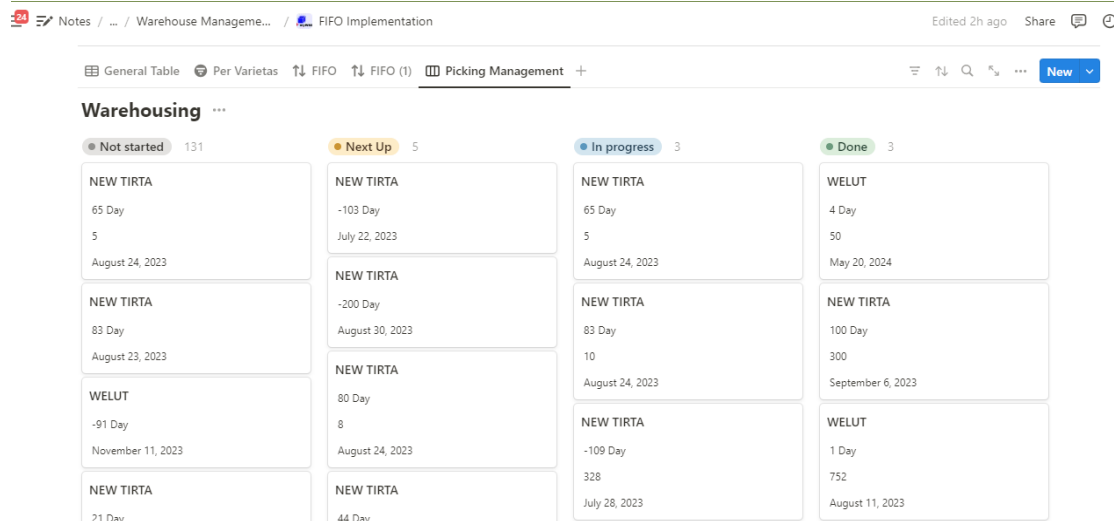 24
Notes / ... / Warehouse Manageme... / FIFO Implementation
Edited 2h ago Share
General Table Per Varietas FIFO FIFO (1) Picking Management
New
Warehousing
Not started 131
NEW TIRTA
65 Day
5
August 24, 2023
NEW TIRTA
83 Day
August 23, 2023
WELUT
-91 Day
November 11, 2023
NEW TIRTA
21 Day
Next Up 5
NEW TIRTA
-103 Day
July 22, 2023
NEW TIRTA
-200 Day
August 30, 2023
NEW TIRTA
80 Day
8
August 24, 2023
NEW TIRTA
44 Day
In progress 3
NEW TIRTA
65 Day
5
August 24, 2023
NEW TIRTA
83 Day
10
August 24, 2023
NEW TIRTA
-109 Day
328
July 28, 2023
Done 3
WELUT
4 Day
50
May 20, 2024
NEW TIRTA
100 Day
300
September 6, 2023
WELUT
1 Day
752
August 11, 2023